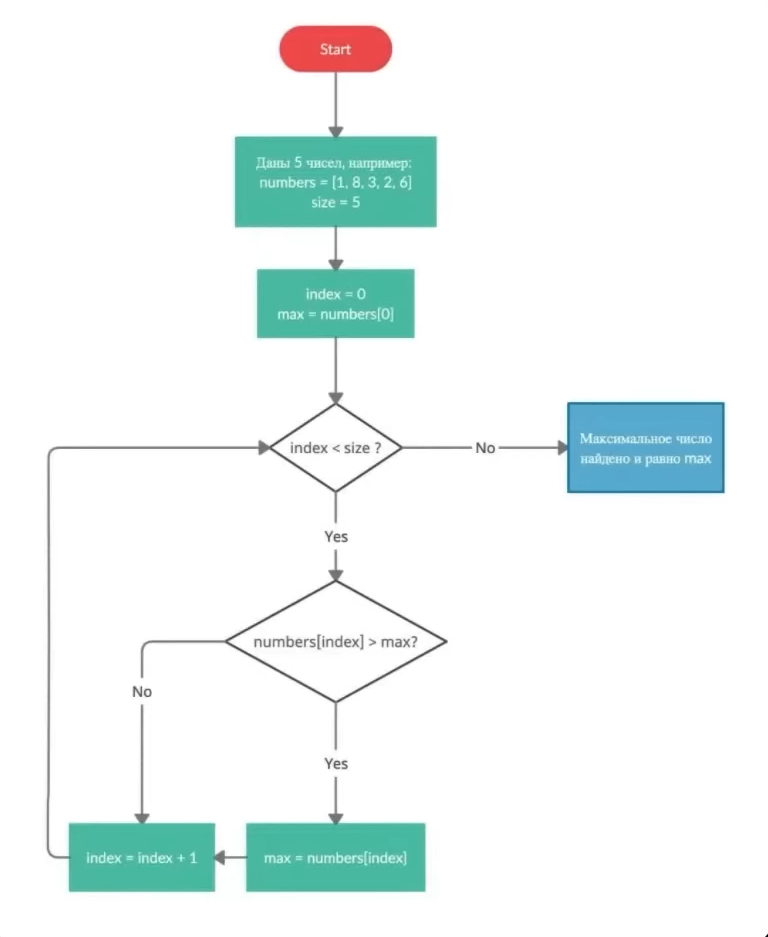 Start
Даны 5 чисел, например:
numbers = [1, 8, 3, 2, 6]
size = 5
index = 0
max = numbers[0]
index < size ?
No
Максимальное число
найдено и равно max
Yes
numbers[index] > max?
No
Yes
index = index + 1
max = numbers[index]